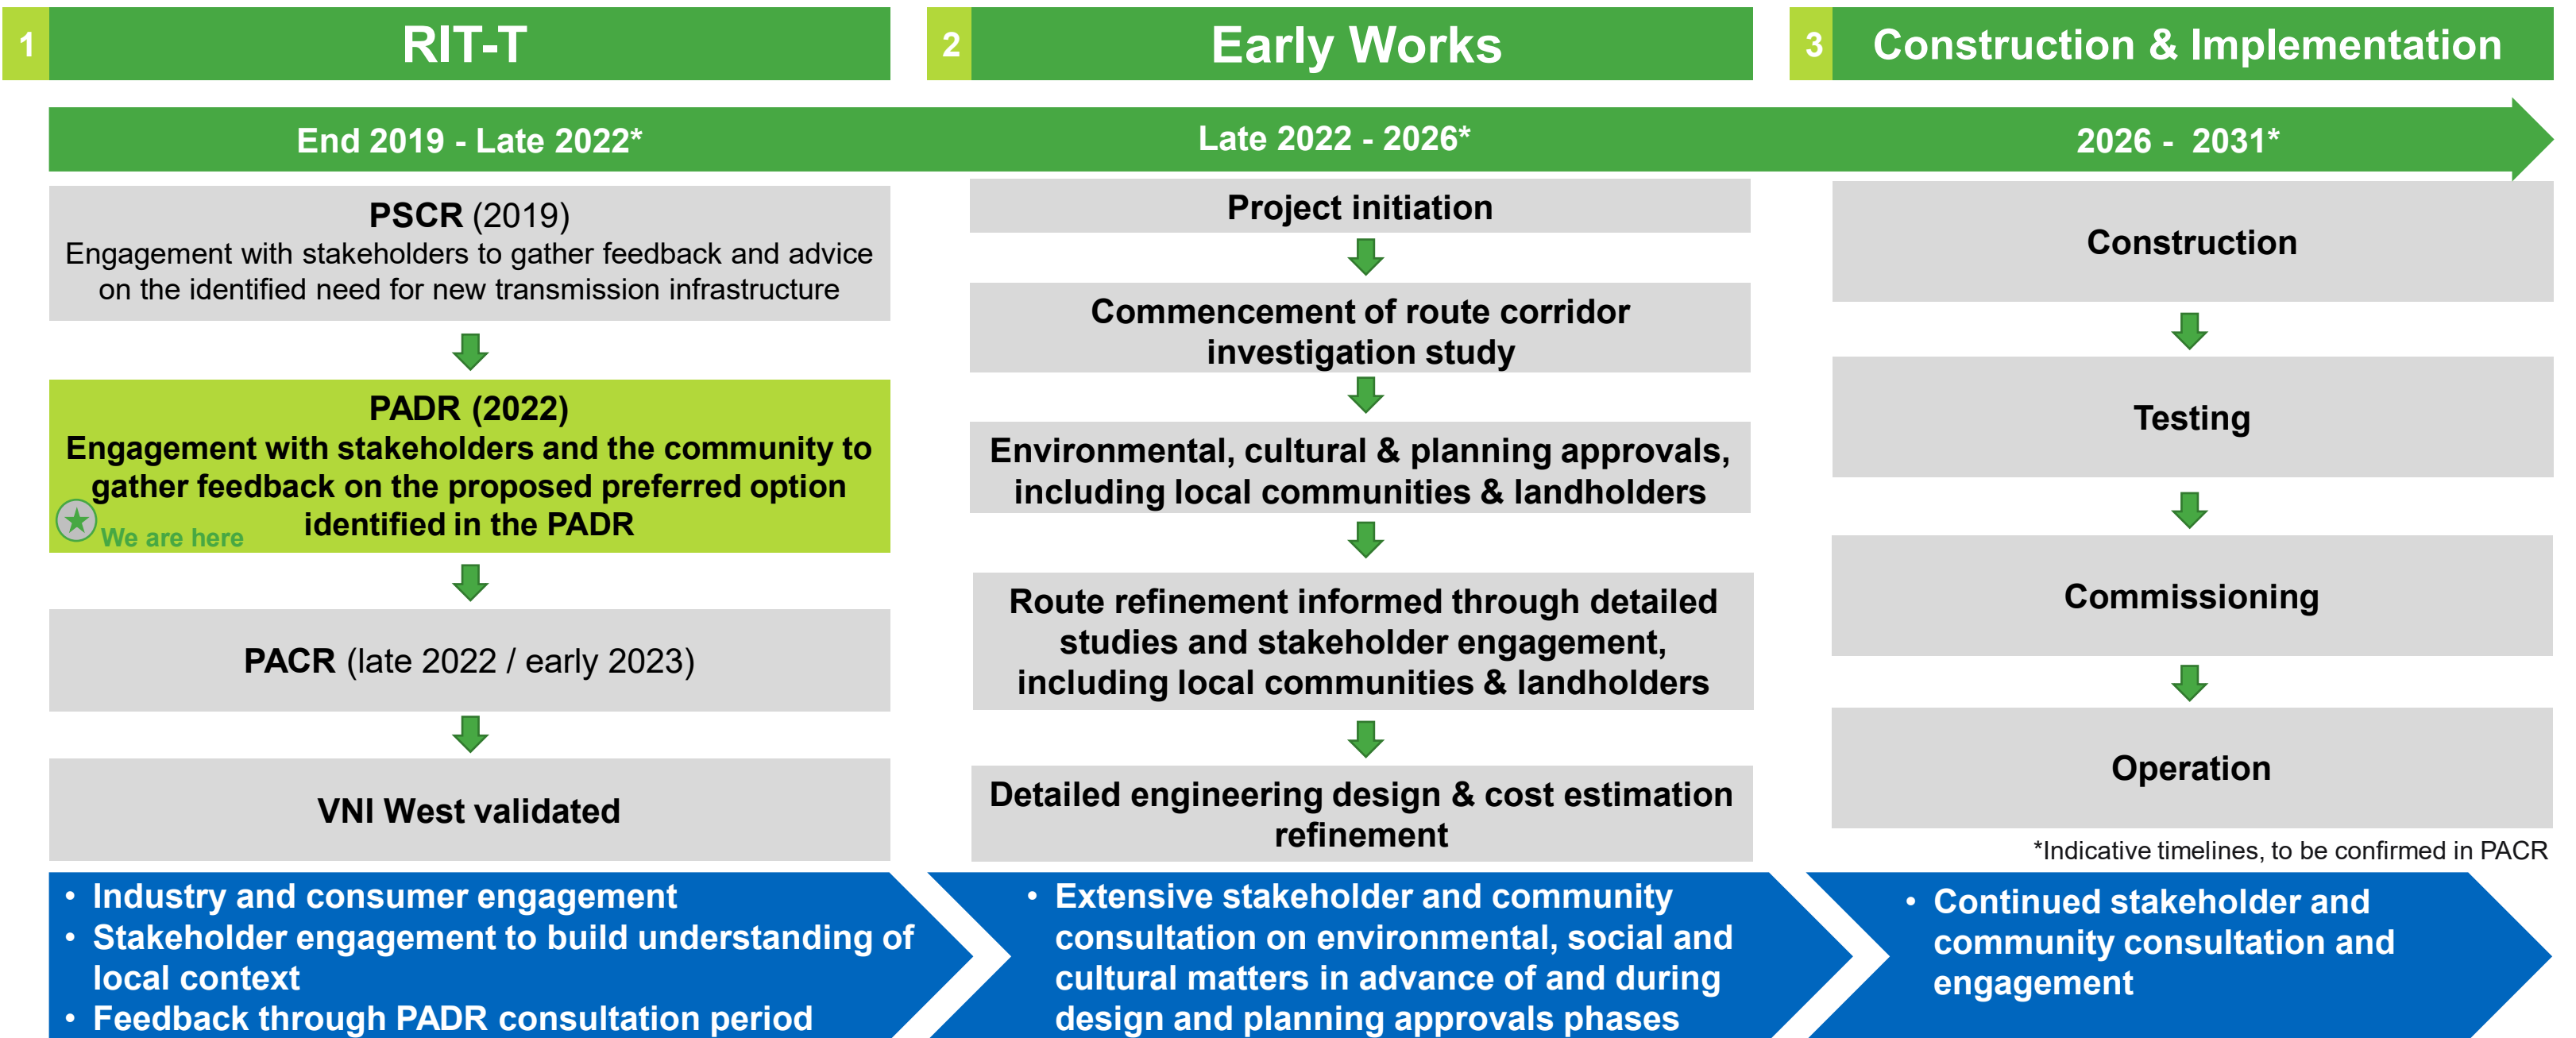 1
RIT-T
End 2019 - Late 2022*
PSCR (2019)
Engagement with stakeholders to gather feedback and advice
on the identified need for new transmission infrastructure
PADR (2022)
Engagement with stakeholders and the community to
gather feedback on the proposed preferred option
identified in the PADR
We are here
PACR (late 2022 / early 2023)
VNI West validated
• Industry and consumer engagement
• Stakeholder engagement to build understanding of
local context
• Feedback through PADR consultation period
2
Early Works
Late 2022 - 2026*
Project initiation
Commencement of route corridor
investigation study
Environmental, cultural & planning approvals,
including local communities & landholders
Route refinement informed through detailed
studies and stakeholder engagement,
including local communities & landholders
Detailed engineering design & cost estimation
refinement
• Extensive stakeholder and community
consultation on environmental, social and
cultural matters in advance of and during
design and planning approvals phases
3
Construction & Implementation
2026 - 2031*
Construction
Testing
Commissioning
Operation
*Indicative timelines, to be confirmed in PACR
• Continued stakeholder and
community consultation and
engagement